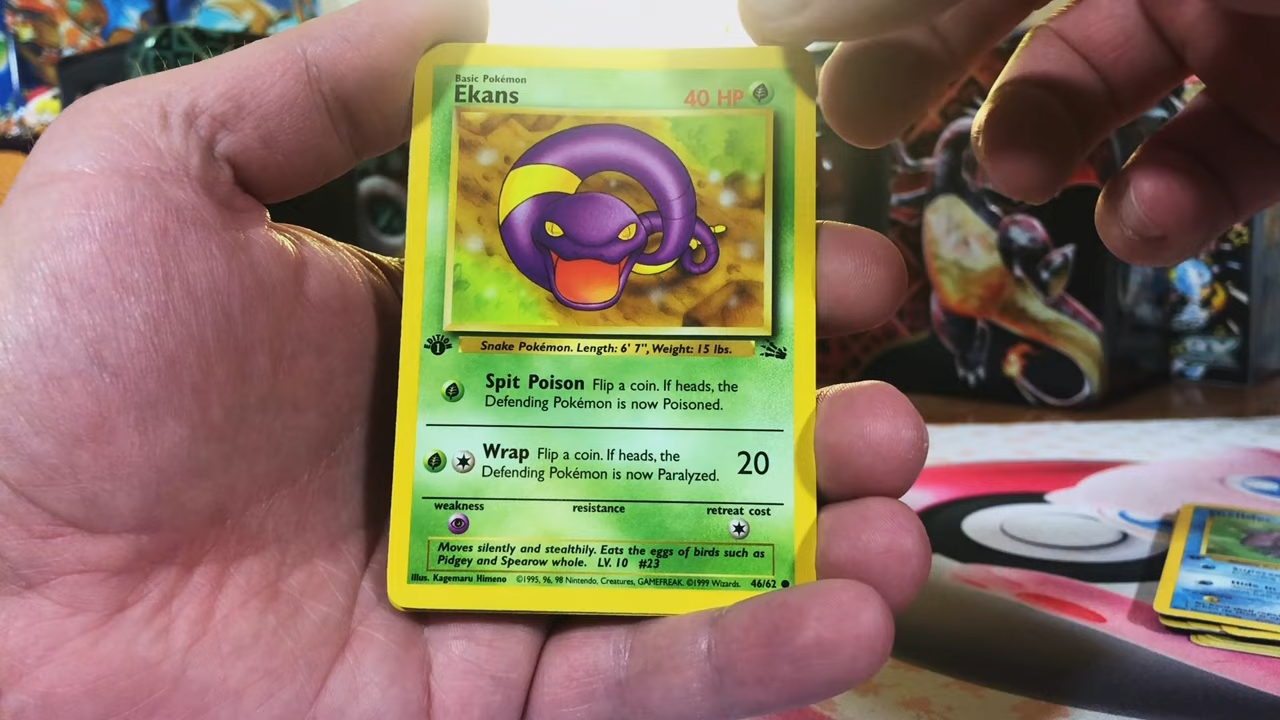 Basic Pokémon
Ekans 40 HP
EDITION
1
Snake Pokémon. Length: 6' 7", Weight: 15 lbs.
Spit Poison Flip a coin. If heads, the
Defending Pokémon is now Poisoned.
Wrap Flip a coin. If heads, the 20
Defending Pokémon is now Paralyzed.
weakness resistance retreat cost
Moves silently and stealthily. Eats the eggs of birds such as
Pidgey and Spearow whole. LV. 10 #23
Illus. Kagemaru Himeno ©1995, 96, 98 Nintendo, Creatures, GAMEFREAK. ©1999 Wizards. 46/62